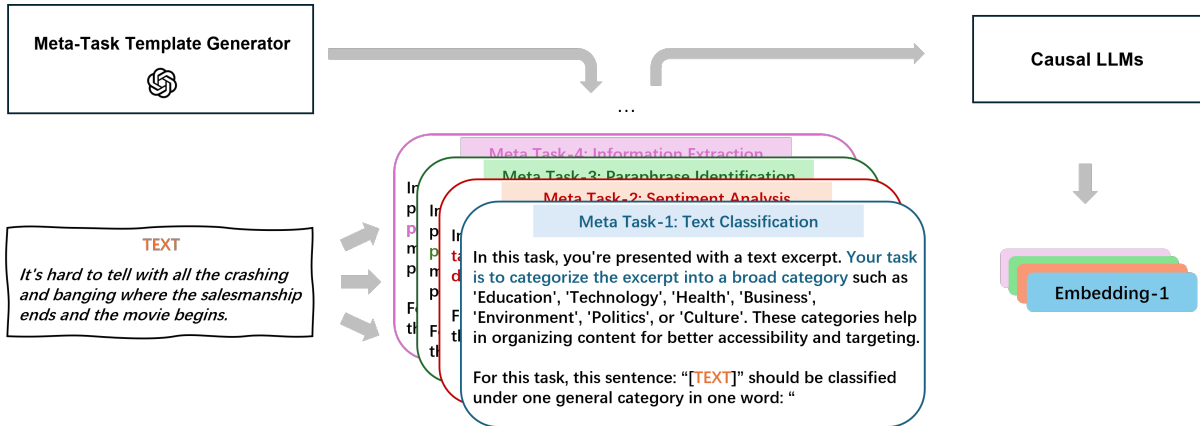 Meta-Task Template Generator
Causal LLMs
...
Meta Task-4: Information Extraction
Meta Task-3: Paraphrase Identification
Meta Task-2: Sentiment Analysis
Meta Task-1: Text Classification
TEXT
It's hard to tell with all the crashing
and banging where the salesmanship
ends and the movie begins.
In this task, you're presented with a text excerpt. Your task
is to categorize the excerpt into a broad category such as
'Education', 'Technology', 'Health', 'Business',
'Environment', 'Politics', or 'Culture'. These categories help
in organizing content for better accessibility and targeting.
For this task, this sentence: “[TEXT]” should be classified
under one general category in one word: “
Embedding-1